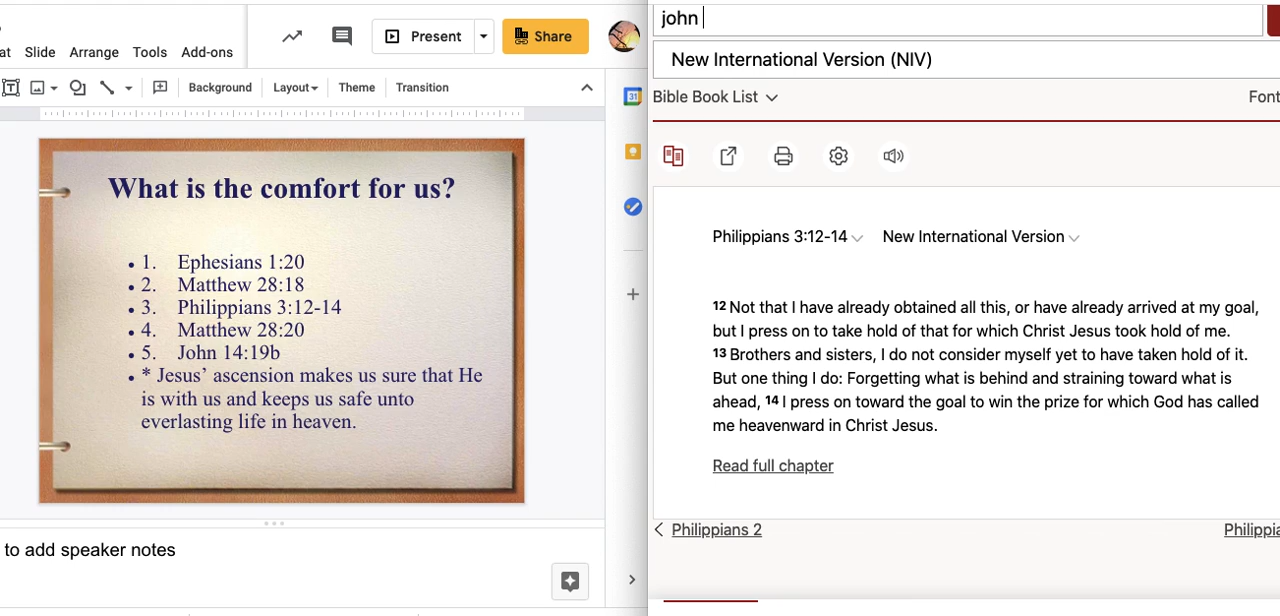 at Slide Arrange Tools Add-ons
Present
Share
Background Layout Theme Transition
31
What is the comfort for us?
• 1. Ephesians 1:20
• 2. Matthew 28:18
• 3. Philippians 3:12-14
• 4. Matthew 28:20
• 5. John 14:19b
• * Jesus’ ascension makes us sure that He
is with us and keeps us safe unto
everlasting life in heaven.
to add speaker notes
john
New International Version (NIV)
Bible Book List
Font
Philippians 3:12-14 New International Version
12 Not that I have already obtained all this, or have already arrived at my goal,
but I press on to take hold of that for which Christ Jesus took hold of me.
13 Brothers and sisters, I do not consider myself yet to have taken hold of it.
But one thing I do: Forgetting what is behind and straining toward what is
ahead, 14 I press on toward the goal to win the prize for which God has called
me heavenward in Christ Jesus.
Read full chapter
Philippians 2
Philippia